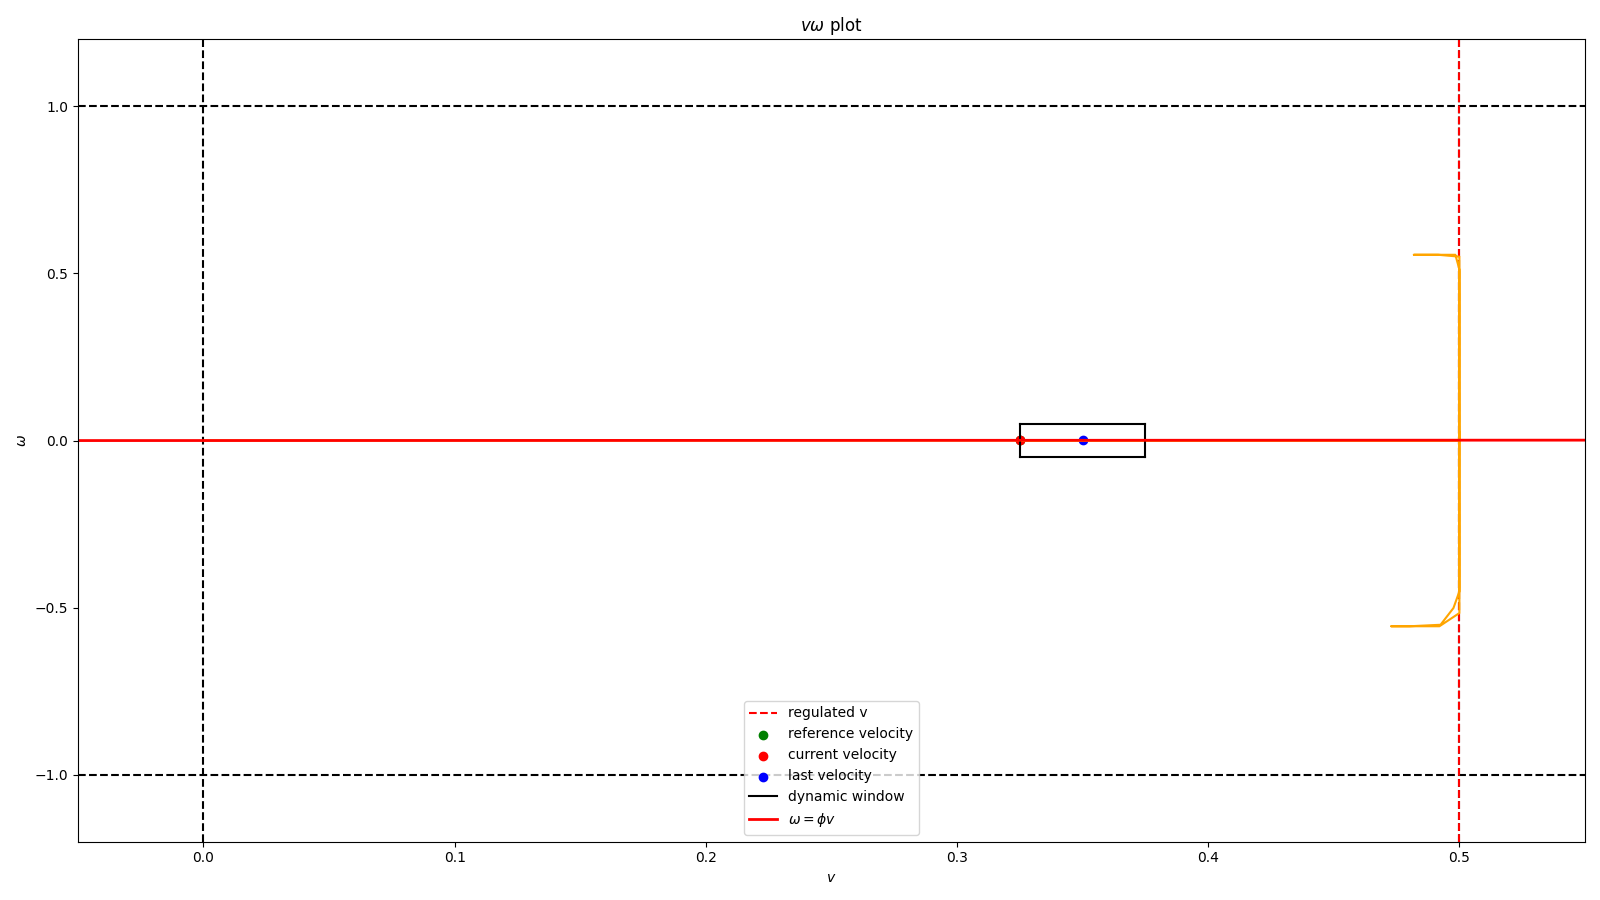 vω plot
1.0
0.5
0.0
−0.5
−1.0
ω
regulated v
reference velocity
current velocity
last velocity
dynamic window
ω = ϕv
0.0 0.1 0.2 0.3 0.4 0.5
v